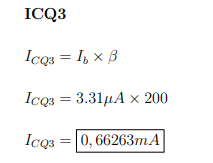 ICQ3
I_{CQ3} = I_b × β
I_{CQ3} = 3.31μA × 200
I_{CQ3} = 0,66263mA